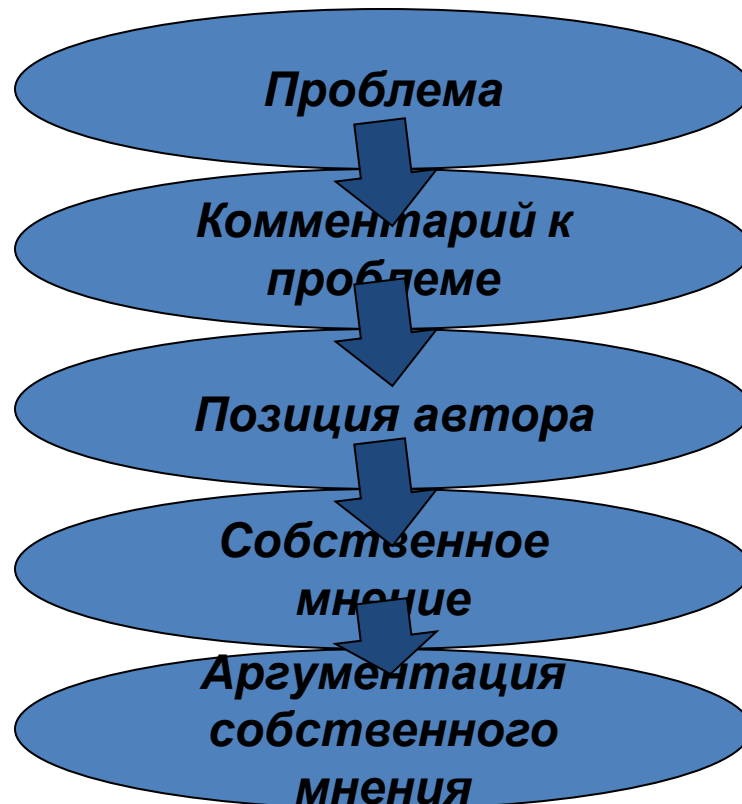 Проблема
Комментарий к
проблеме
Позиция автора
Собственное
мнение
Аргументация
собственного
мнения